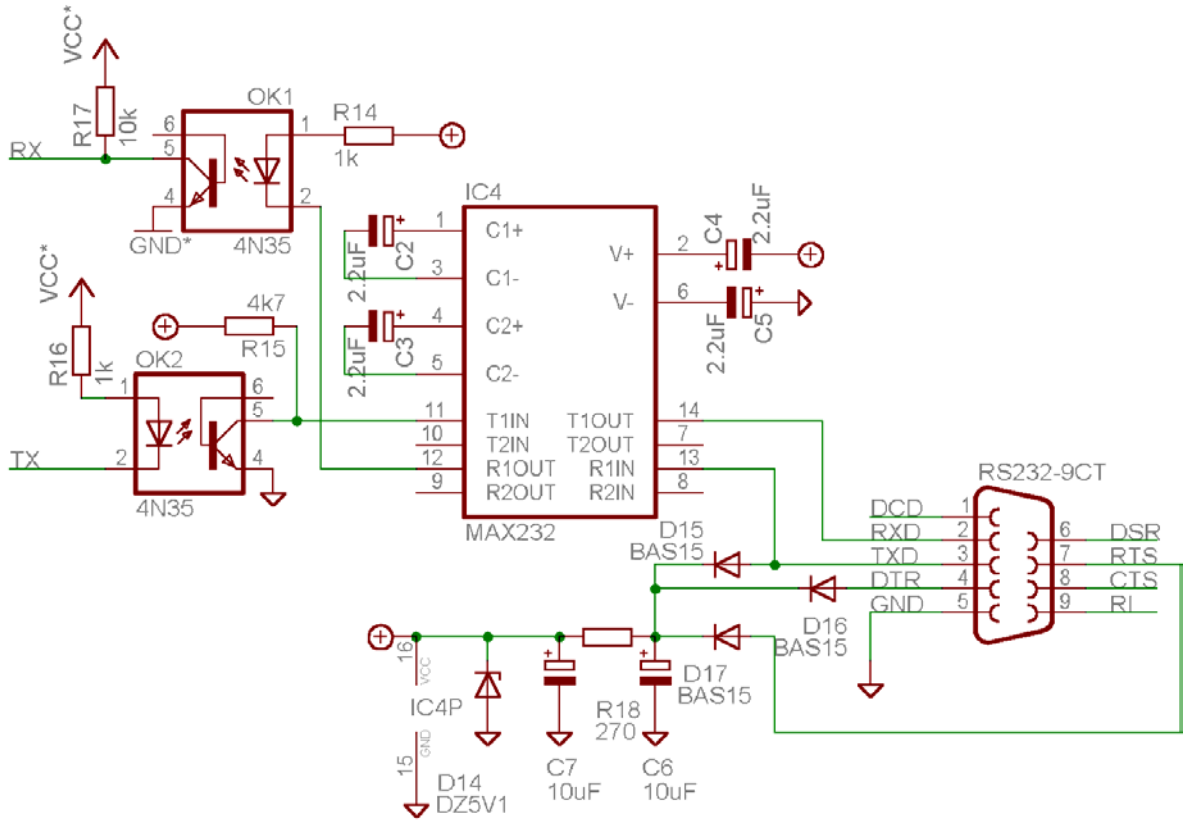 VCC*
R17
10k
RX
6
5
4
GND*
OK1
1
2
4N35
R14
1k
VCC*
R16
1k
TX
OK2
1
2
6
5
4
4N35
4k7
R15
C2
2.2uF
C3
2.2uF
IC4
1
C1+
3
C1-
4
C2+
5
C2-
11
T1IN
10
T2IN
12
R1OUT
9
R2OUT
V+
2
V-
6
T1OUT
14
T2OUT
7
R1IN
13
R2IN
8
MAX232
C4
2.2uF
2.2uF
C5
RS232-9CT
DCD
1
RXD
2
TXD
3
DTR
4
GND
5
6
DSR
7
RTS
8
CTS
9
RI
D15
BAS15
D16
BAS15
D17
BAS15
16
VCC
IC4P
GND
15
D14
DZ5V1
C7
10uF
R18
270
C6
10uF